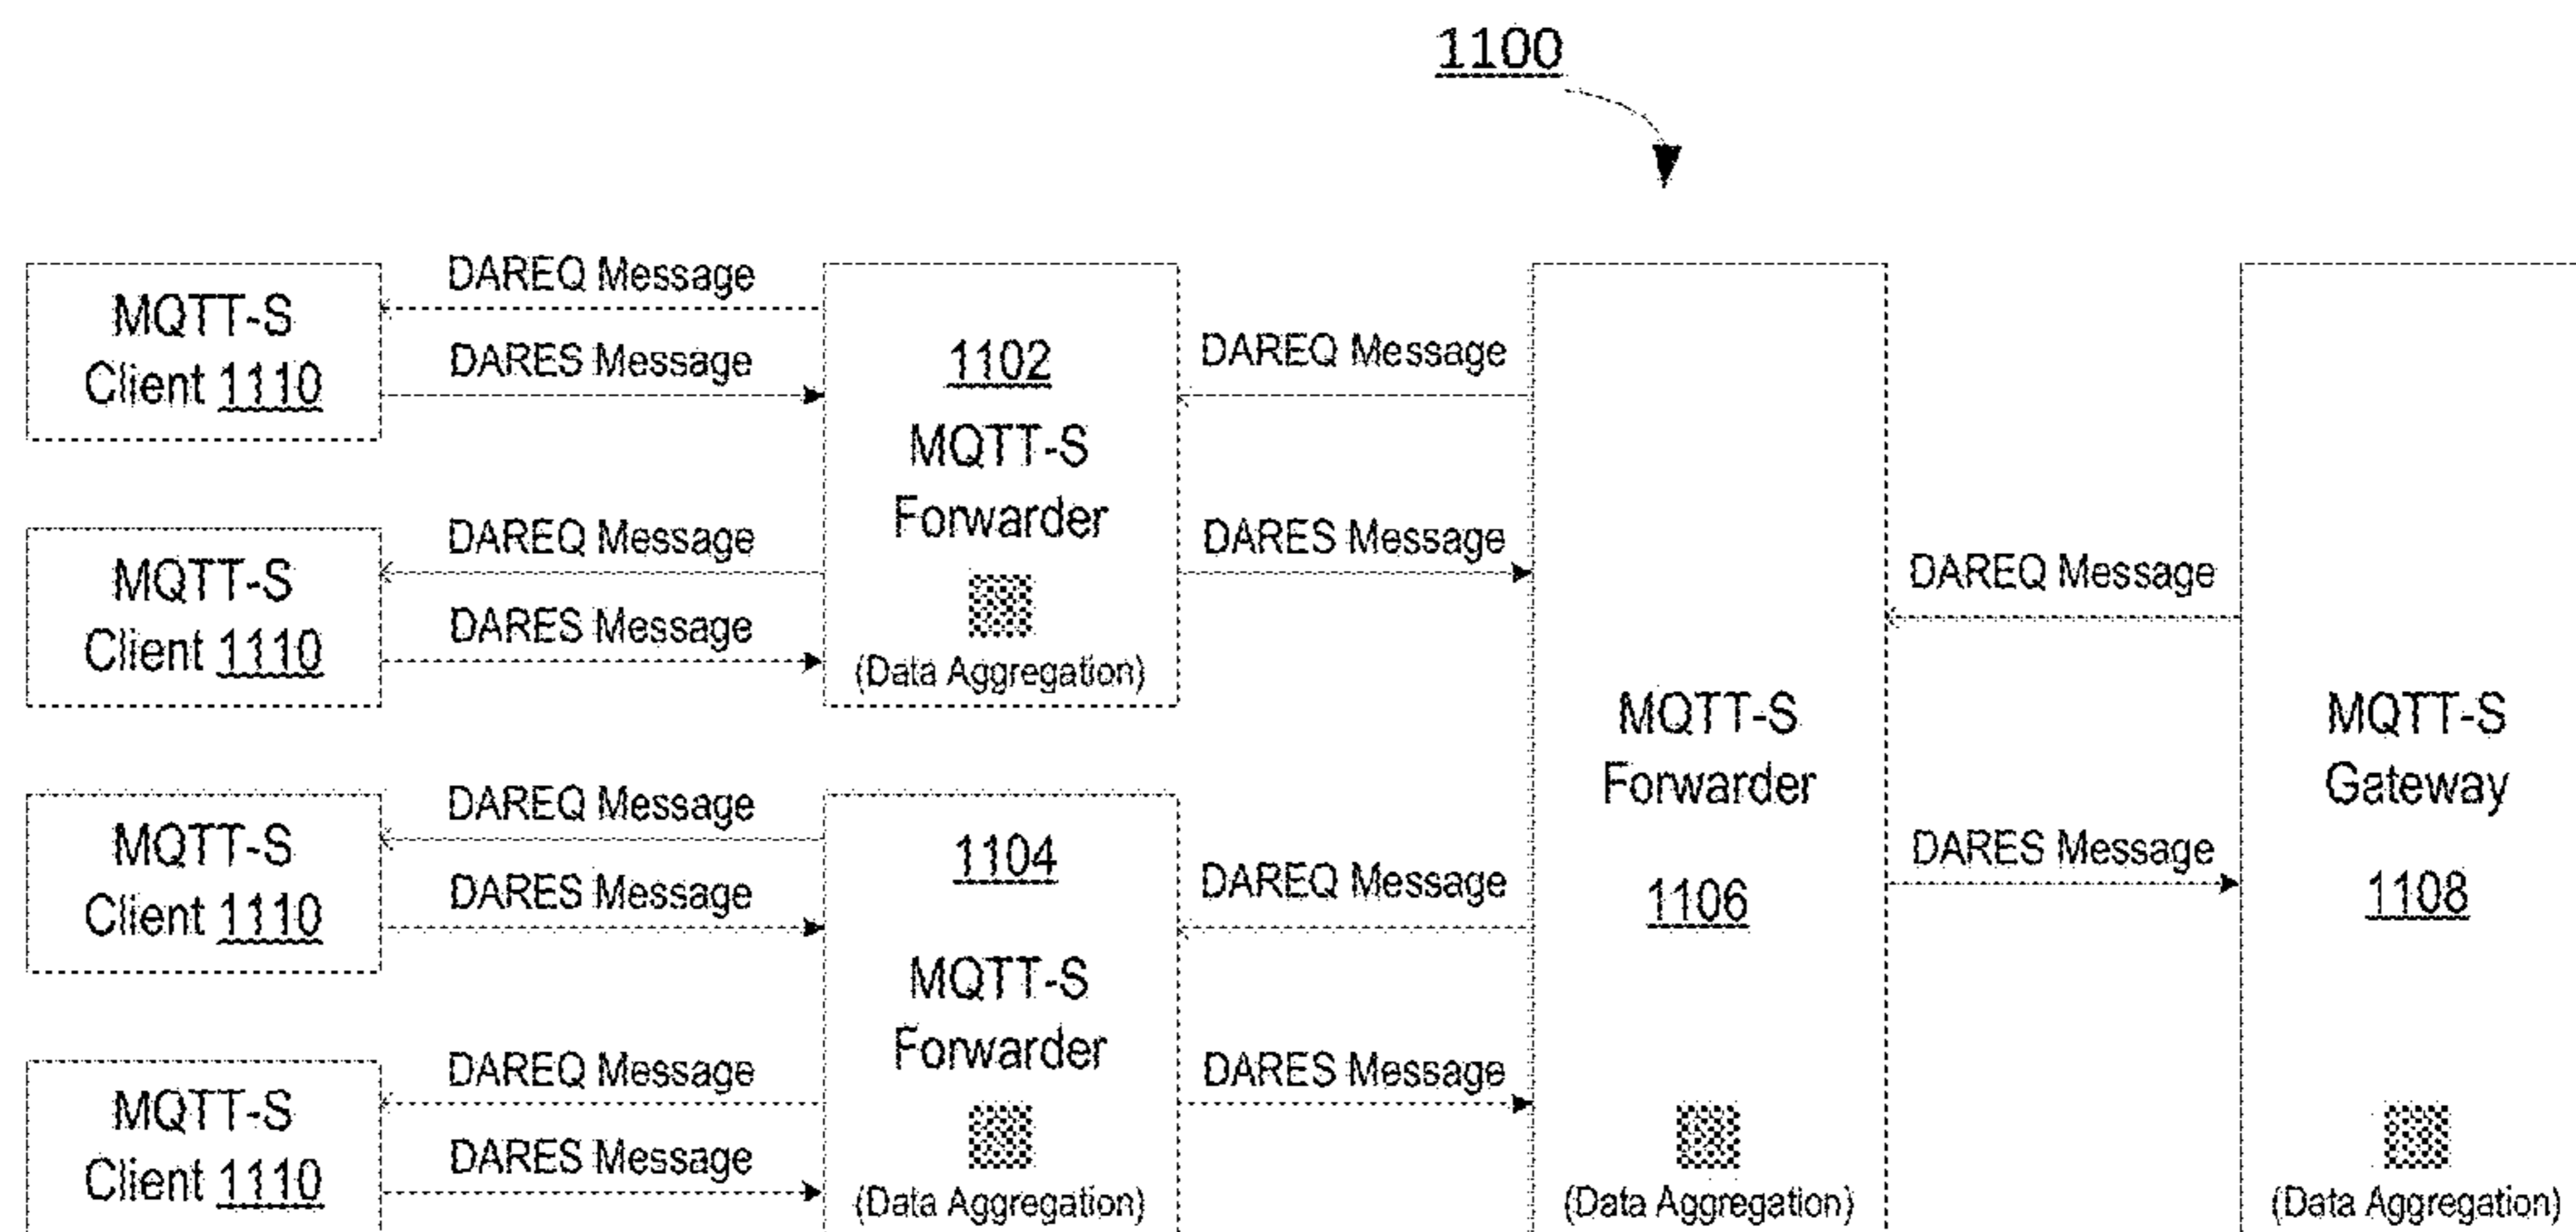 1100
MQTT-S
Client 1110
DAREQ Message
DARES Message
MQTT-S
Client 1110
DAREQ Message
DARES Message
MQTT-S
Client 1110
DAREQ Message
DARES Message
MQTT-S
Client 1110
DAREQ Message
DARES Message
1102
MQTT-S
Forwarder
(Data Aggregation)
1104
MQTT-S
Forwarder
(Data Aggregation)
DAREQ Message
DARES Message
DAREQ Message
DARES Message
MQTT-S
Forwarder
1106
(Data Aggregation)
DAREQ Message
DARES Message
MQTT-S
Gateway
1108
(Data Aggregation)